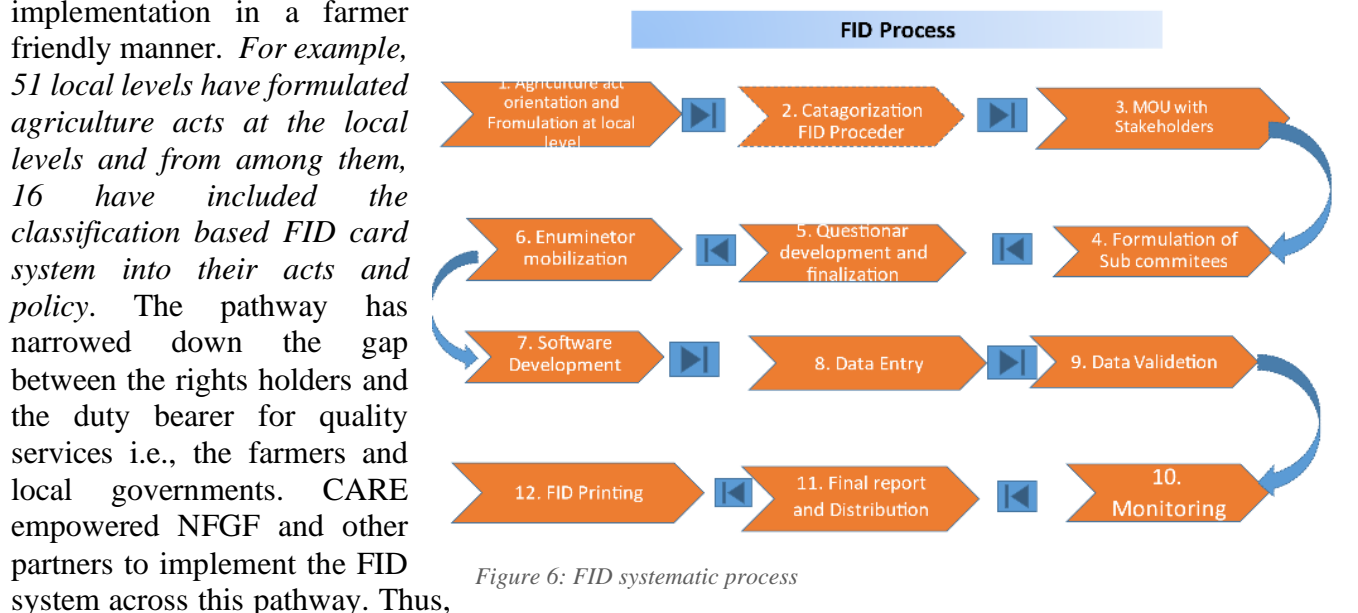 implementation in a farmer
friendly manner. For example,
51 local levels have formulated
agriculture acts at the local
levels and from among them,
16 have included the
classification based FID card
system into their acts and
policy. The pathway has
narrowed down the gap
between the rights holders and
the duty bearer for quality
services i.e., the farmers and
local governments. CARE
empowered NFGF and other
partners to implement the FID
system across this pathway. Thus,
FID Process
1. Agriculture act
orientation and
Fromulation at local
level
2. Catagorization
FID Proceder
3. MOU with
Stakeholders
4. Formulation of
Sub commitees
5. Questionar
development and
finalization
6. Enuminetor
mobilization
7. Software
Development
8. Data Entry
9. Data Validetion
10.
Monitoring
11. Final report
and Distribution
12. FID Printing
Figure 6: FID systematic process